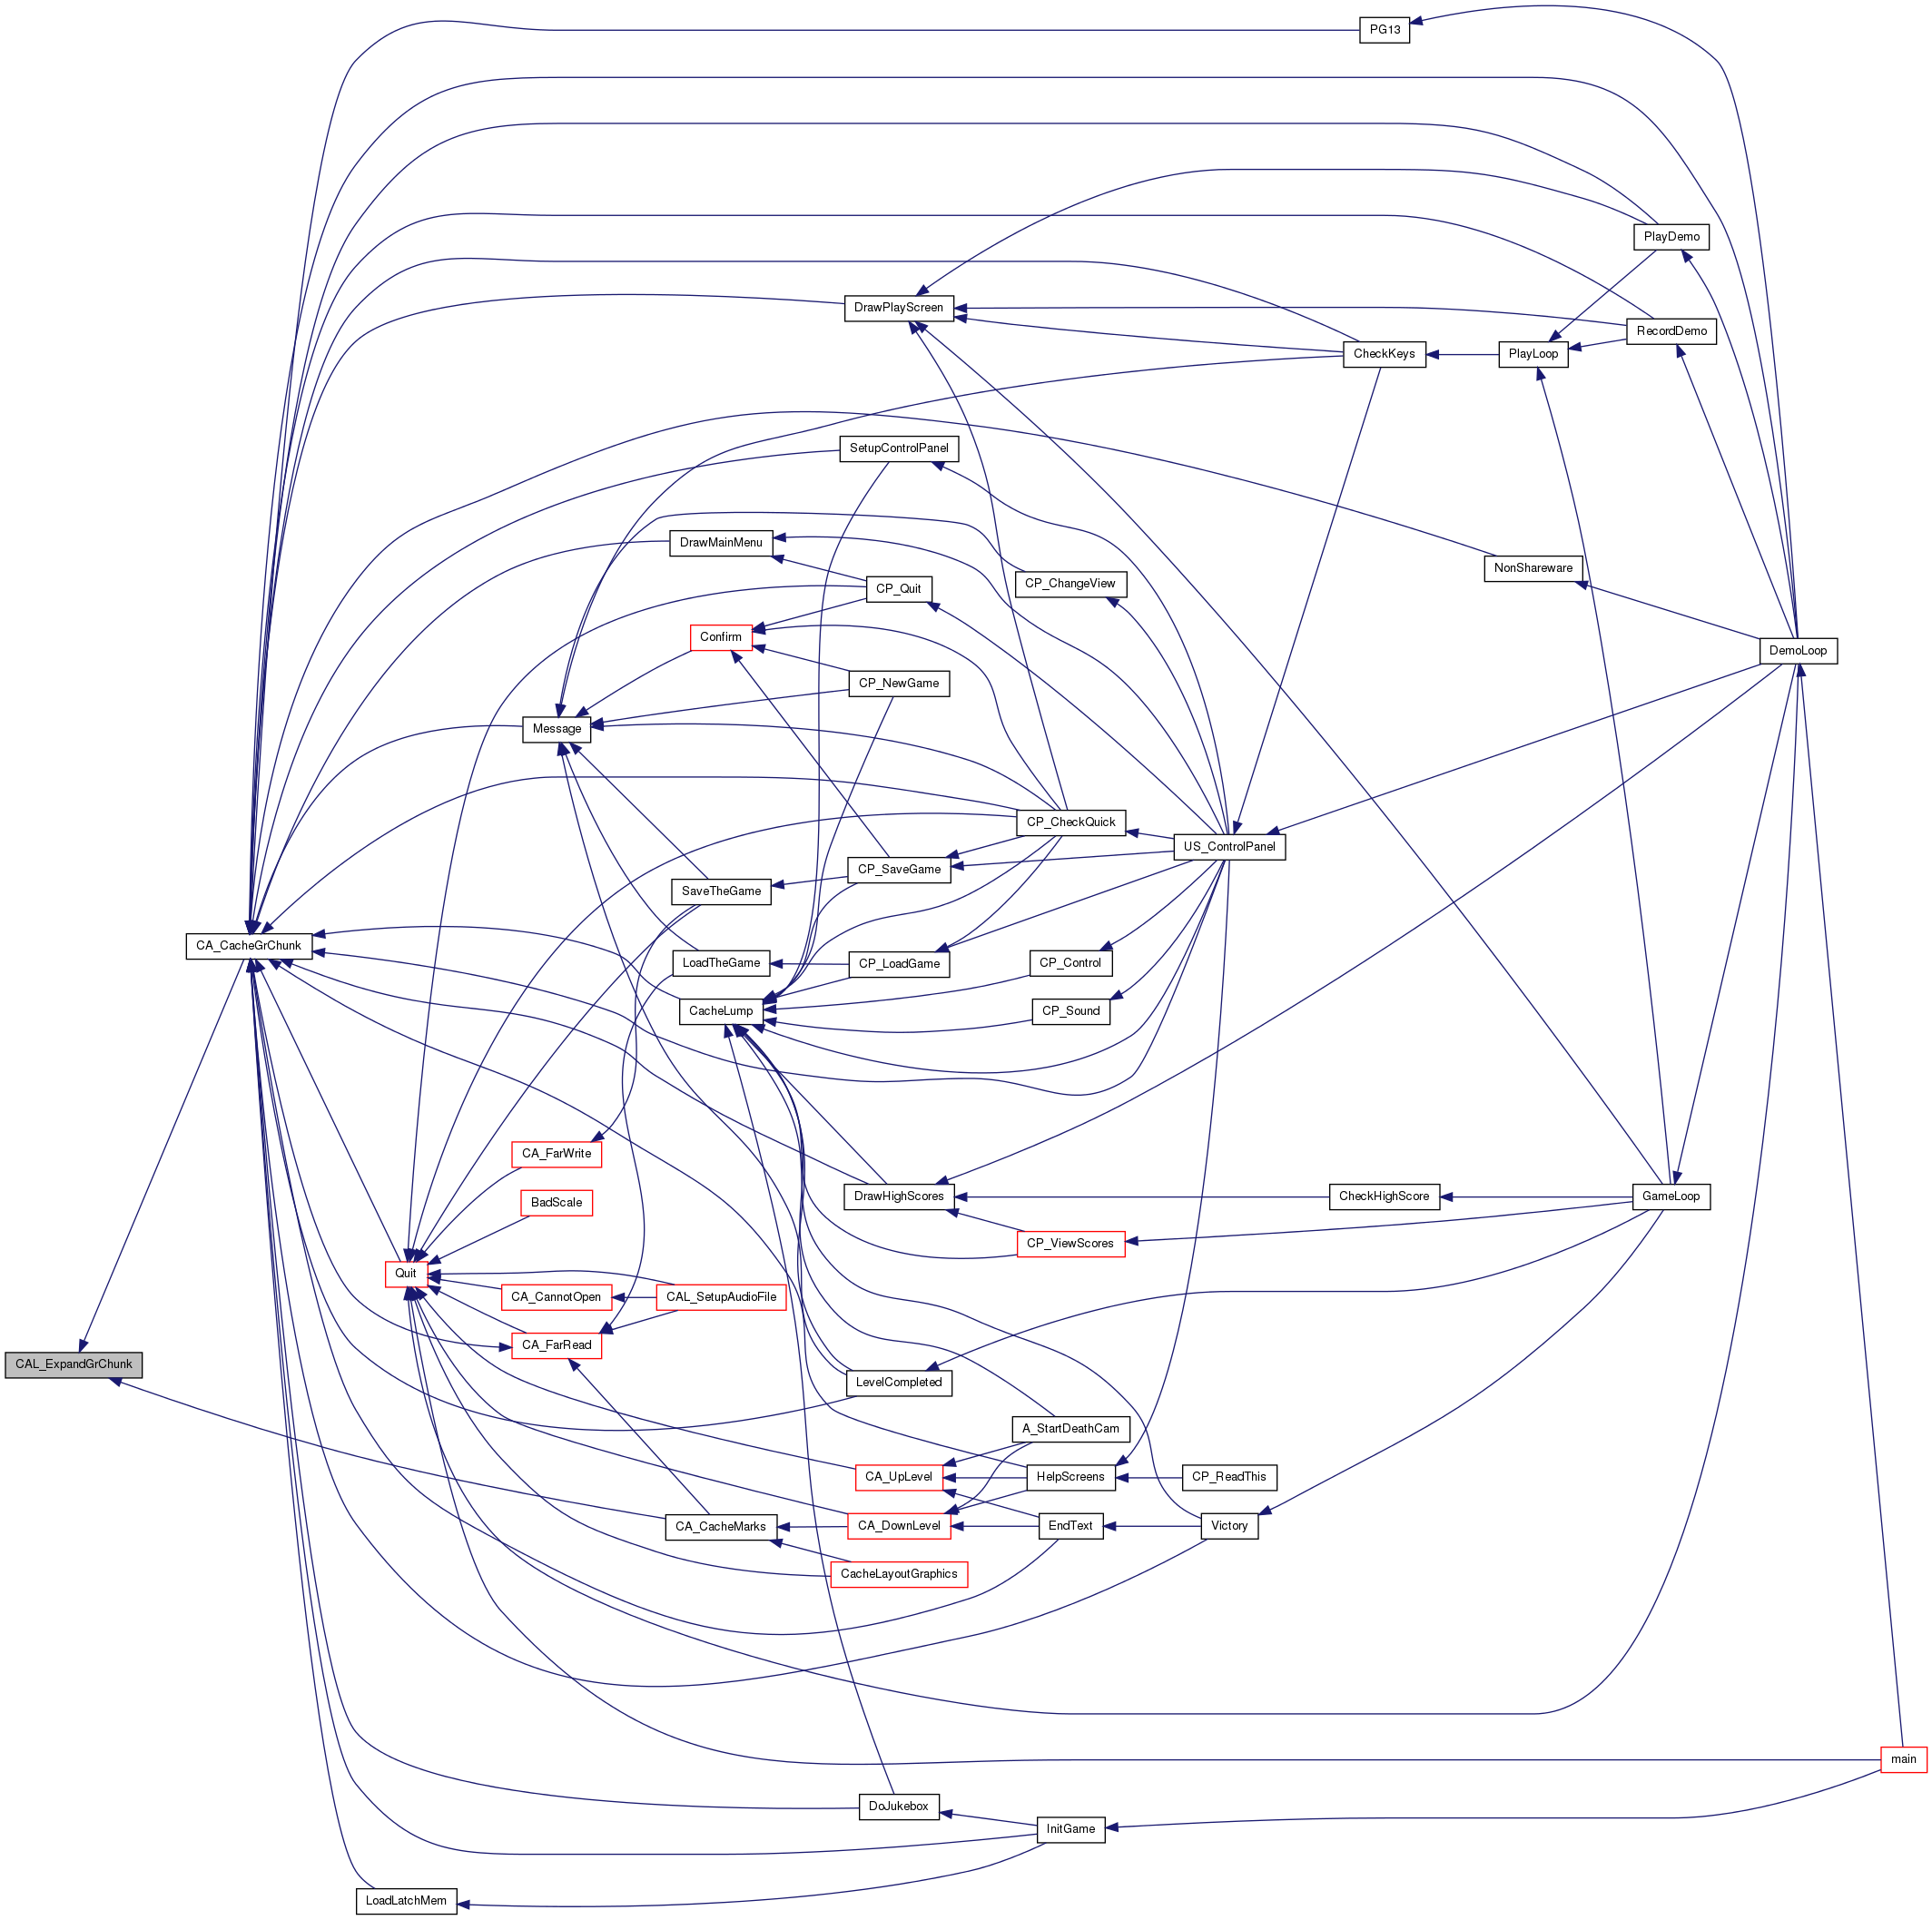 PG13
PlayDemo
DrawPlayScreen
RecordDemo
CheckKeys
PlayLoop
SetupControlPanel
DrawMainMenu
NonShareware
CP_ChangeView
CP_Quit
Confirm
DemoLoop
CP_NewGame
Message
CP_CheckQuick
US_ControlPanel
CP_SaveGame
SaveTheGame
CA_CacheGrChunk
LoadTheGame
CP_LoadGame
CP_Control
CacheLump
CP_Sound
CA_FarWrite
DrawHighScores
CheckHighScore
GameLoop
BadScale
CP_ViewScores
Quit
CA_CannotOpen
CAL_SetupAudioFile
CA_FarRead
CAL_ExpandGrChunk
LevelCompleted
A_StartDeathCam
CA_UpLevel
HelpScreens
CP_ReadThis
CA_CacheMarks
CA_DownLevel
EndText
Victory
CacheLayoutGraphics
main
DoJukebox
InitGame
LoadLatchMem